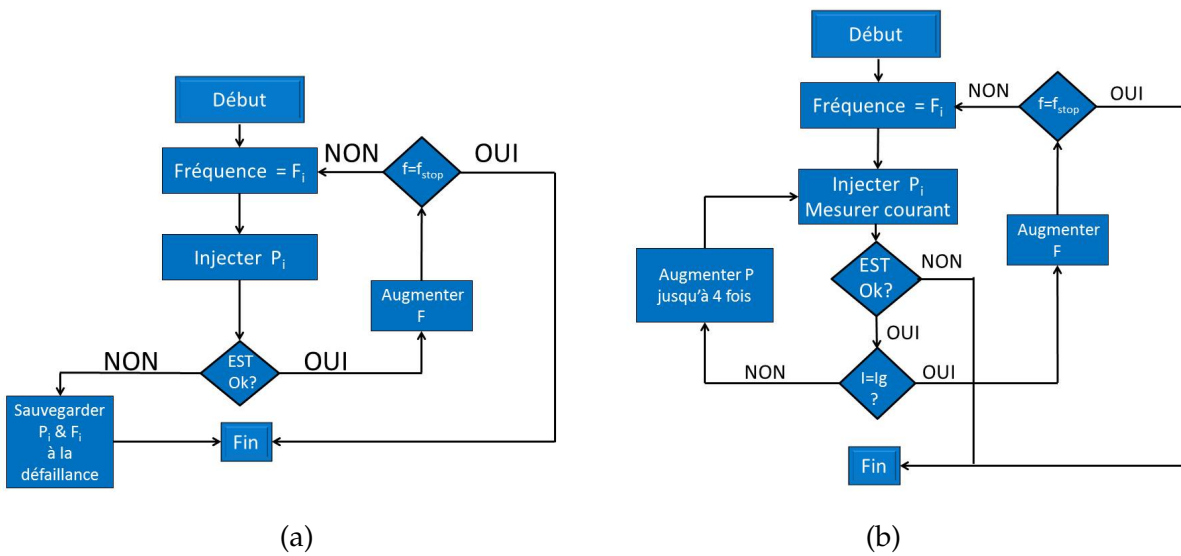 Début
Fréquence = Fi
NON
f=fstop
OUI
Injecter Pi
Augmenter
F
NON
EST
Ok?
OUI
Sauvegarder
Pi & Fi
à la
défaillance
Fin
(a)
Début
Fréquence = Fi
NON
f=fstop
OUI
Injecter Pi
Mesurer courant
Augmenter
F
Augmenter P
jusqu'à 4 fois
EST
Ok?
NON
OUI
NON
I=Ig
?
OUI
Fin
(b)